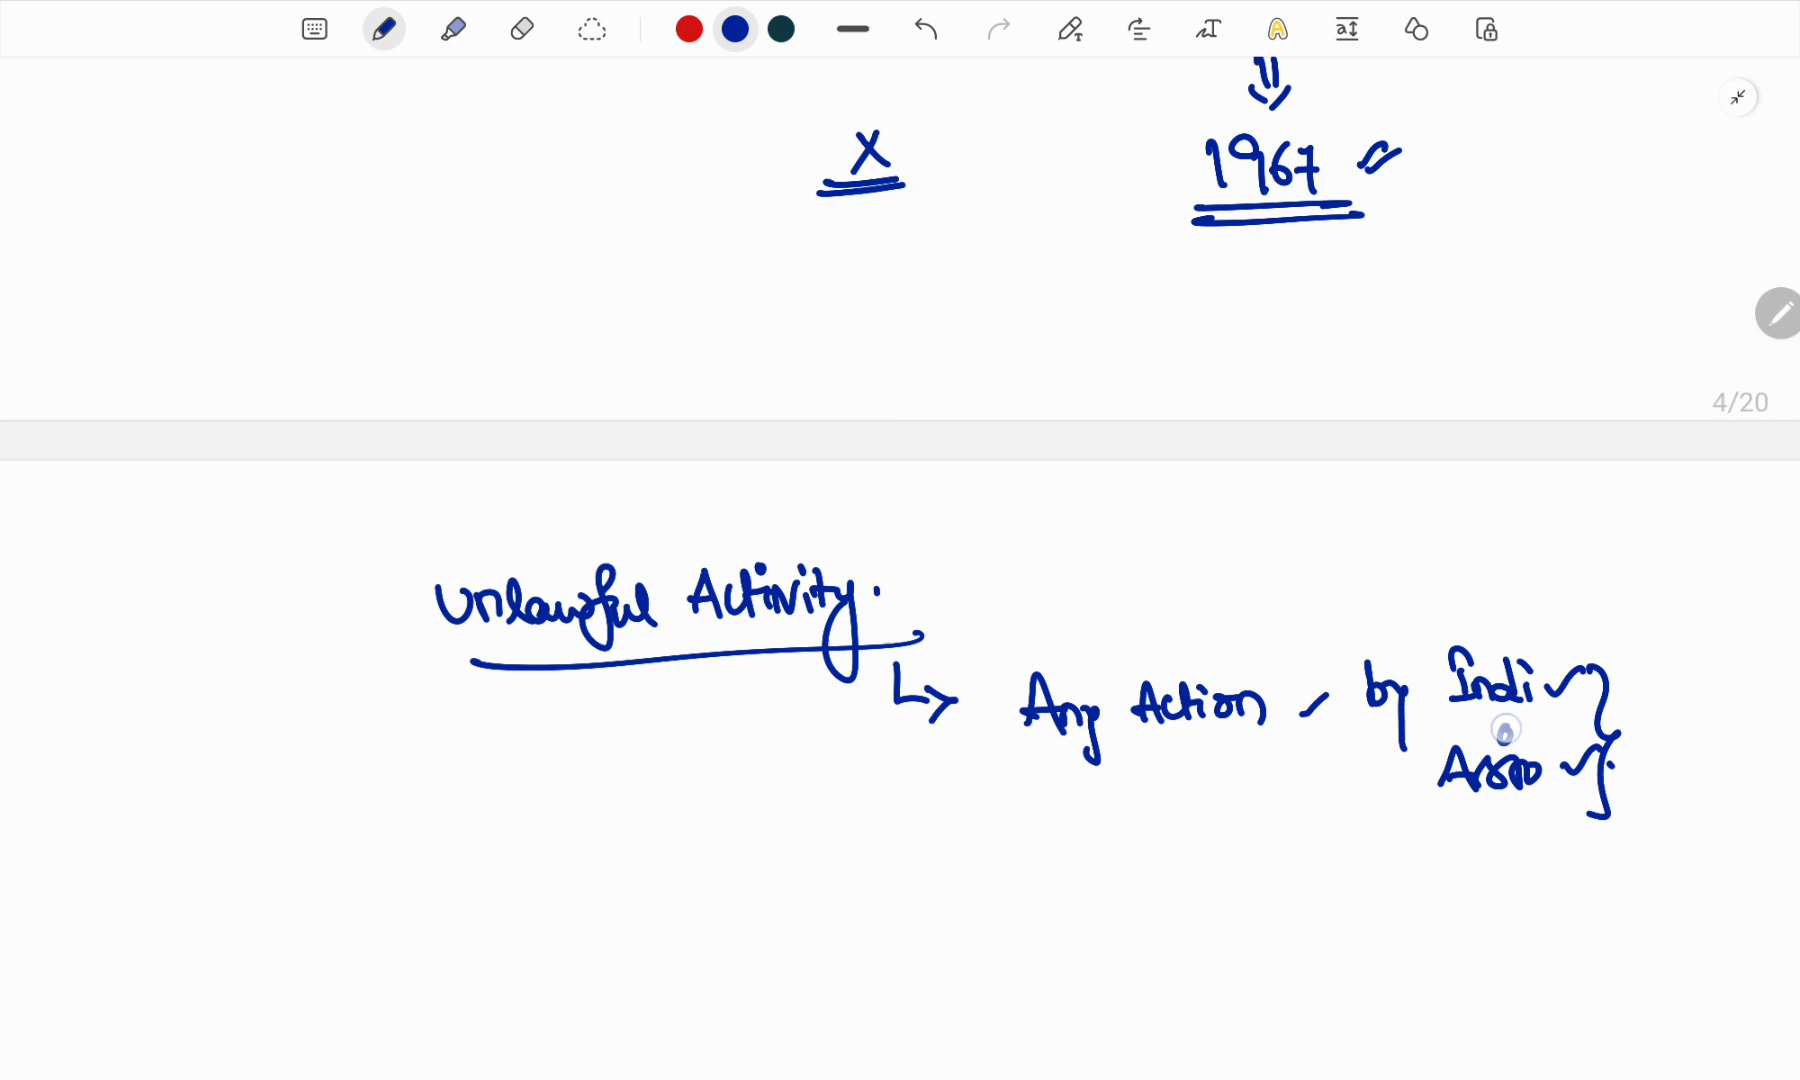 X
1967
4/20
Unlawful Activity.
Any Action - by Indi
Asso